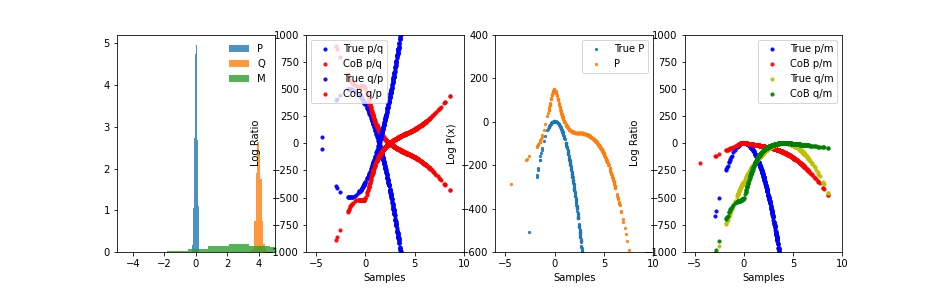 P
Q
M
5
4
3
2
1
0
−4
−2
0
2
4
Log Ratio
1000
750
500
250
0
250
500
750
1000
True p/q
CoB p/q
True q/p
CoB q/p
−5
0
5
10
Samples
Log P(x)
400
200
0
−200
−400
−600
True P
P
−5
0
5
10
Samples
Log Ratio
1000
750
500
250
0
−250
−500
−750
1000
True p/m
CoB p/m
True q/m
CoB q/m
−5
0
5
10
Samples